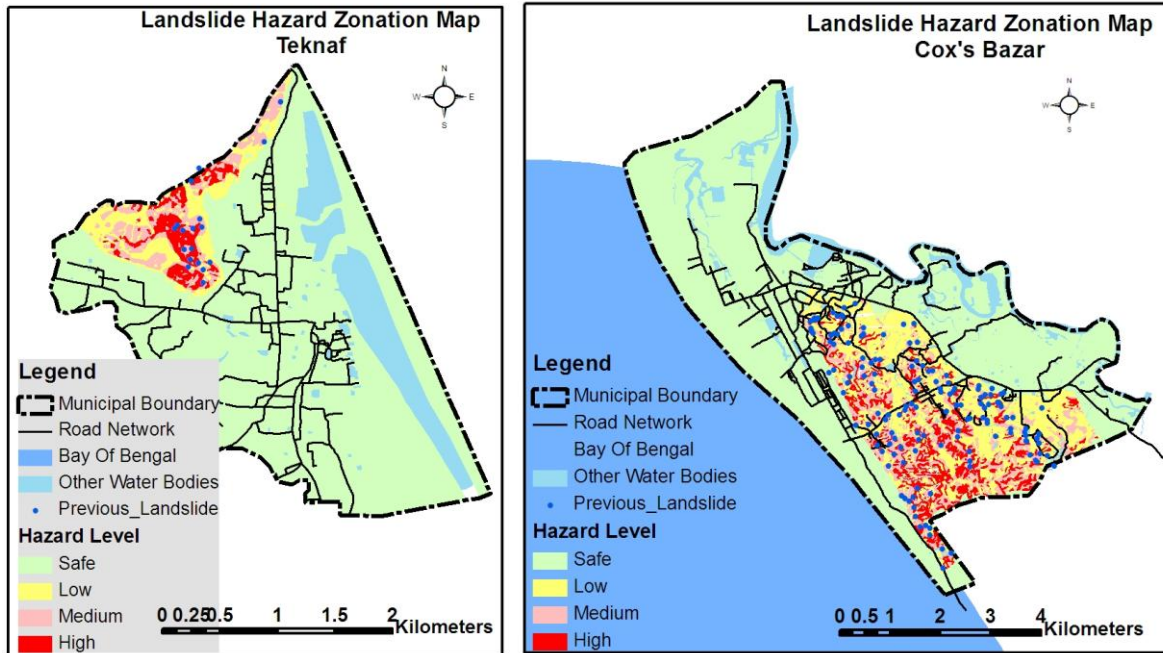 Landslide Hazard Zonation Map
Teknaf
N
W E
S
Legend
Municipal Boundary
Road Network
Bay Of Bengal
Other Water Bodies
Previous_Landslide
Hazard Level
Safe
Low
Medium
High
0 0.250.5 1 1.5 2
Kilometers
Landslide Hazard Zonation Map
Cox's Bazar
N
W E
S
Legend
Municipal Boundary
Road Network
Bay Of Bengal
Other Water Bodies
Previous_Landslide
Hazard Level
Safe
Low
Medium
High
0 0.5 1 2 3 4
Kilometers